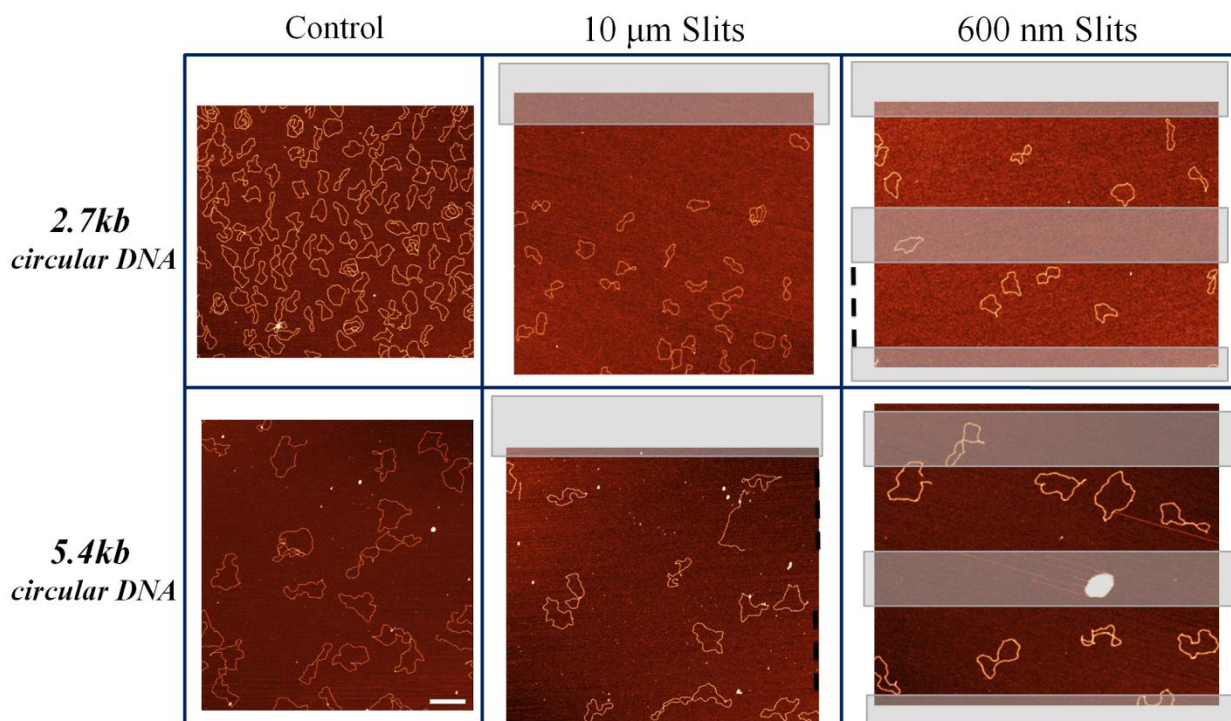 Control
10 μm Slits
600 nm Slits
2.7kb
circular DNA
5.4kb
circular DNA